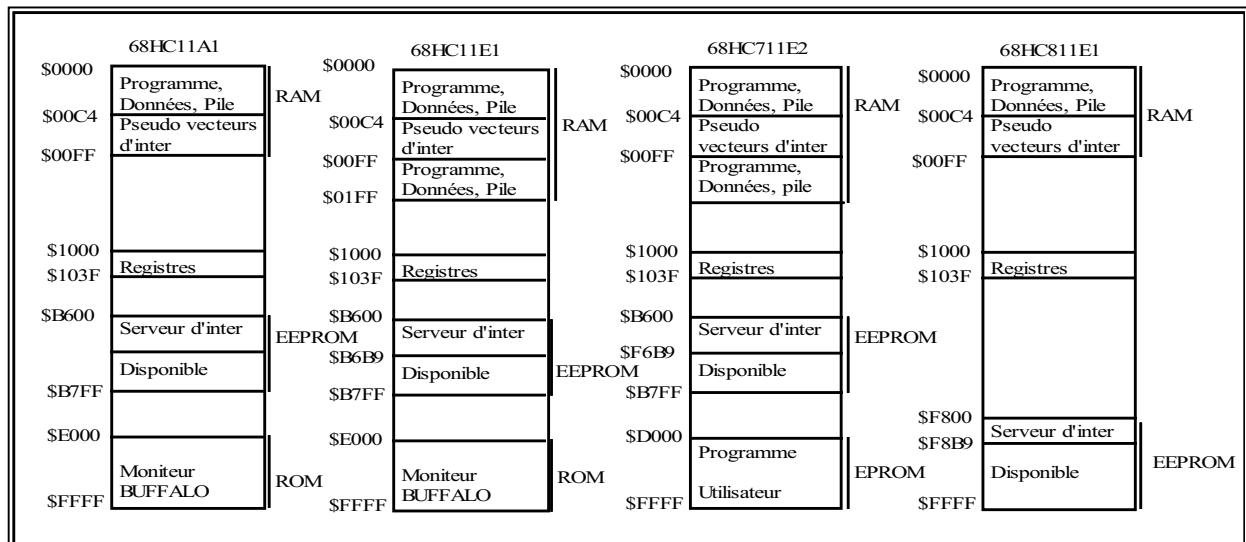 68HC11A1
$0000
Programme,
Données, Pile
RAM
$00C4
Pseudo vecteurs
d'inter
$00FF
$1000
Registres
$103F
$B600
Serveur d'inter
EEPROM
Disponible
$B7FF
$E000
Moniteur
BUFFALO
ROM
$FFFF
68HC11E1
$0000
Programme,
Données, Pile
$00C4
RAM
Pseudo vecteurs
d'inter
$00FF
Programme,
Données, Pile
$01FF
$1000
Registres
$103F
$B600
Serveur d'inter
$B6B9
EEPROM
Disponible
$B7FF
$E000
Moniteur
BUFFALO
ROM
$FFFF
68HC711E2
$0000
Programme,
Données, Pile
RAM
$00C4
Pseudo
vecteurs d'inter
$00FF
Programme,
Données, pile
$1000
Registres
$103F
$B600
Serveur d'inter
EEPROM
$F6B9
Disponible
$B7FF
$D000
Programme
Utilisateur
EPROM
$FFFF
68HC811E1
$0000
Programme,
Données, Pile
RAM
$00C4
Pseudo
vecteurs d'inter
$00FF
$1000
Registres
$103F
$F800
Serveur d'inter
$F8B9
EEPROM
Disponible
$FFFF